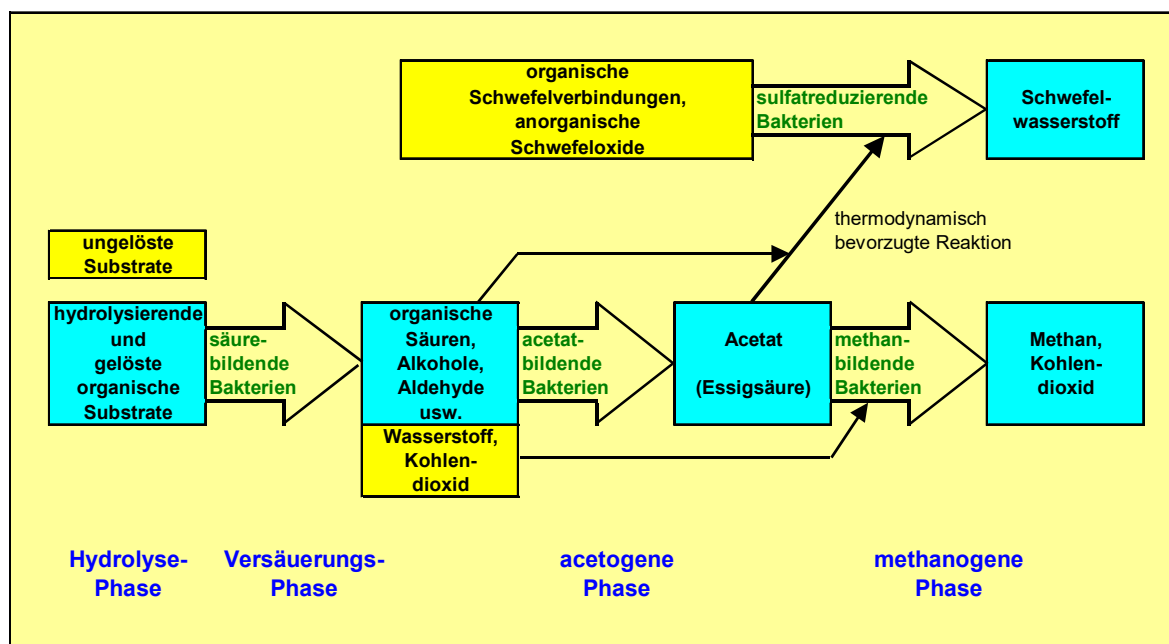 organische
Schwefelverbindungen,
anorganische
Schwefeloxide
sulfatreduzierende
Bakterien
Schwefel-
wasserstoff
thermodynamisch
bevorzugte Reaktion
ungelöste
Substrate
hydrolysierende
und
gelöste
organische
Substrate
säure-
bildende
Bakterien
organische
Säuren,
Alkohole,
Aldehyde
usw.
Wasserstoff,
Kohlen-
dioxid
acetat-
bildende
Bakterien
Acetat
(Essigsäure)
methan-
bildende
Bakterien
Methan,
Kohlen-
dioxid
Hydrolyse-
Phase
Versäuerungs-
Phase
acetogene
Phase
methanogene
Phase